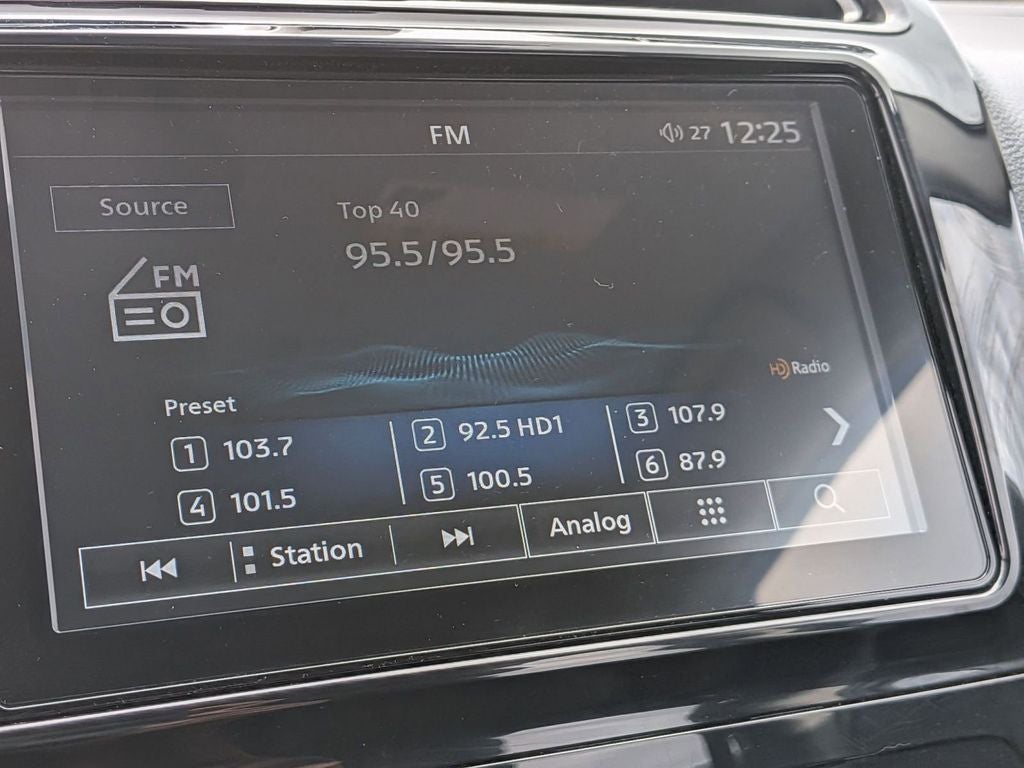 FM
27 12:25
Source
Top 40
95.5/95.5
FM
HD Radio
Preset
1 103.7
2 92.5 HD1
3 107.9
4 101.5
5 100.5
6 87.9
Station
Analog